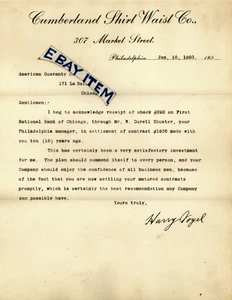 Cumberland Shirt Waist Co.,
307 Market Street.
Philadelphia Jan. 10, 1903. 190
EBAY ITEM
American Guaranty
171 La Sa
Chica
Gentlemen:-
I beg to acknowledge receipt of check on First
National Bank of Chicago, through Mr. W. Durell Shuster, your
Philadelphia manager, in settlement of contract #1635 made with
you ten (10) years ago.
This has certainly been a very satisfactory investment
for me. The plan should commend itself to every person, and your
Company should enjoy the confidence of all business men, because
of the fact that you are now settling your matured contracts
promptly, which is certainly the best recommendation any Company
can possibly have.
Yours truly,
Harry Vogel